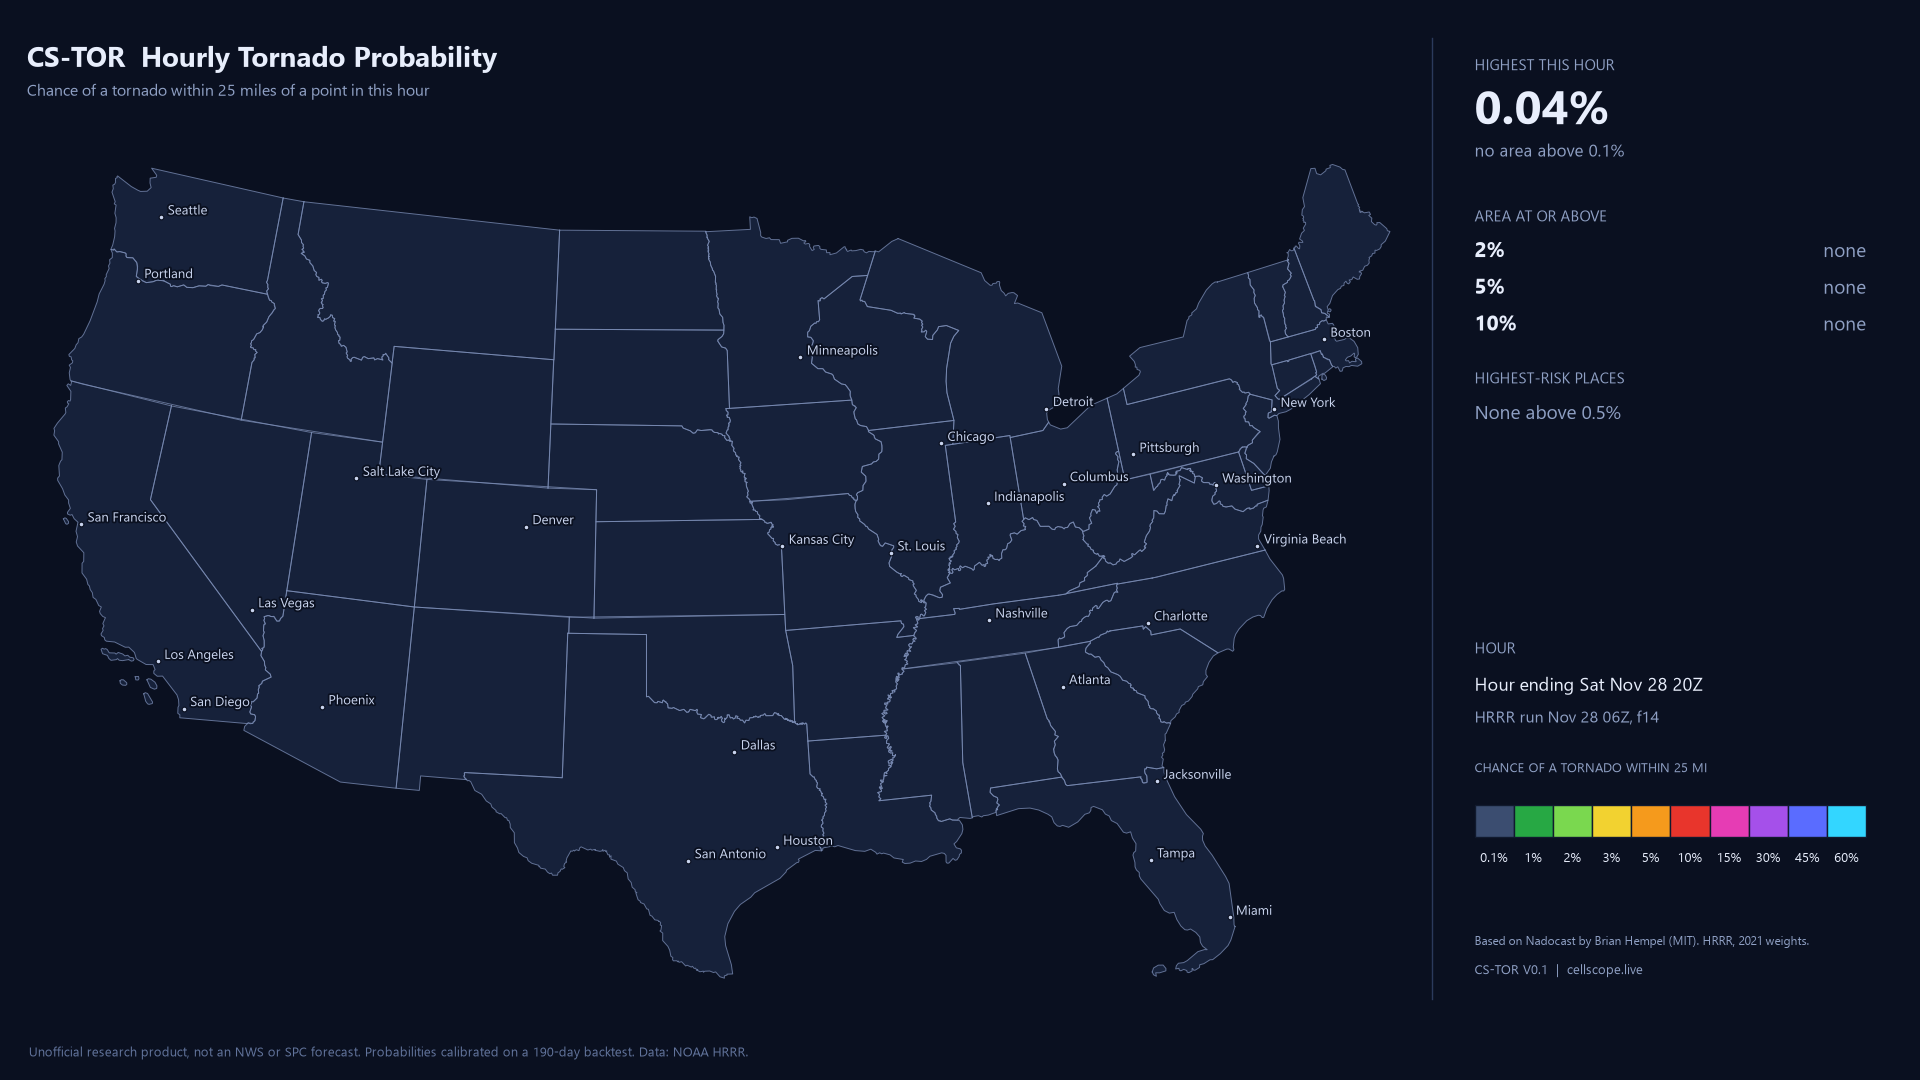 CS-TOR  Hourly Tornado Probability
Chance of a tornado within 25 miles of a point in this hour
Seattle
Portland
Minneapolis
Boston
Detroit
New York
Chicago
Pittsburgh
Salt Lake City
Columbus
Washington
Indianapolis
San Francisco
Denver
Kansas City
St. Louis
Virginia Beach
Las Vegas
Nashville
Charlotte
Los Angeles
Atlanta
San Diego
Phoenix
Dallas
Jacksonville
Houston
San Antonio
Tampa
Miami
HIGHEST THIS HOUR
0.04%
no area above 0.1%
AREA AT OR ABOVE
2% none
5% none
10% none
HIGHEST-RISK PLACES
None above 0.5%
HOUR
Hour ending Sat Nov 28 20Z
HRRR run Nov 28 06Z, f14
CHANCE OF A TORNADO WITHIN 25 MI
0.1% 1% 2% 3% 5% 10% 15% 30% 45% 60%
Based on Nadocast by Brian Hempel (MIT). HRRR, 2021 weights.
CS-TOR V0.1 | cellscope.live
Unofficial research product, not an NWS or SPC forecast. Probabilities calibrated on a 190-day backtest. Data: NOAA HRRR.